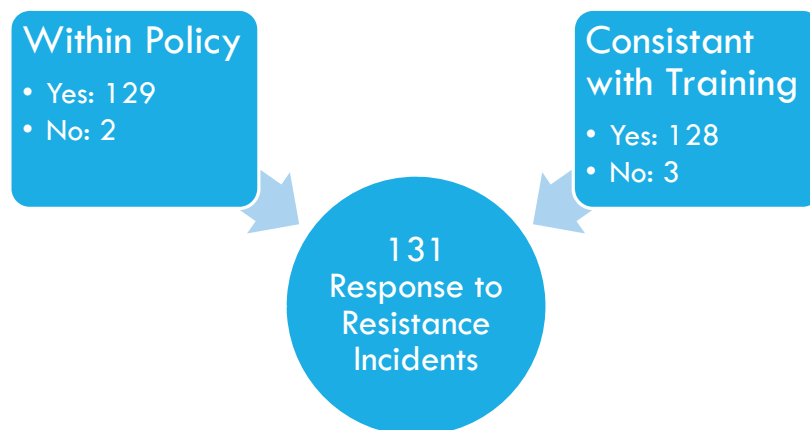 Within Policy
• Yes: 129
• No: 2
Consistant
with Training
• Yes: 128
• No: 3
131
Response to
Resistance
Incidents